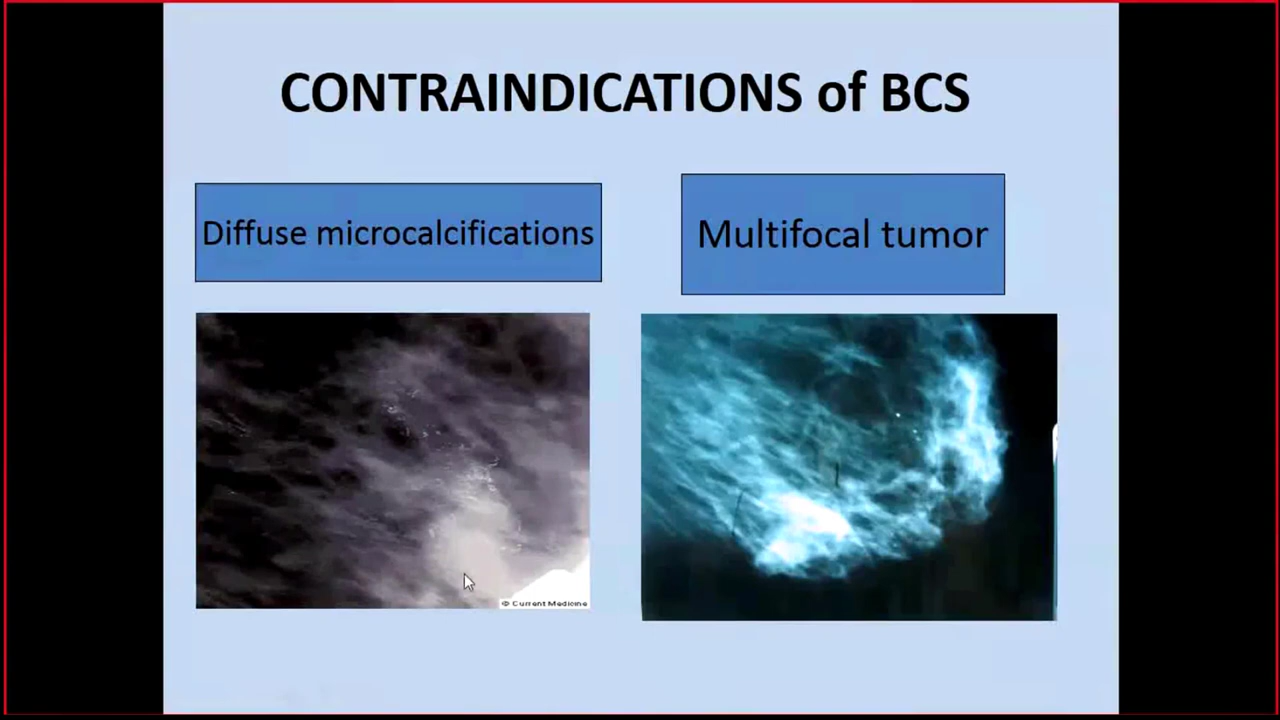 CONTRAINDICATIONS of BCS
Diffuse microcalcifications
Multifocal tumor
© Current Medicine